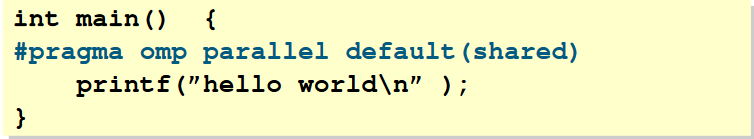 int main()  {
#pragma omp parallel default(shared)
    printf(″hello world\n″ );
}